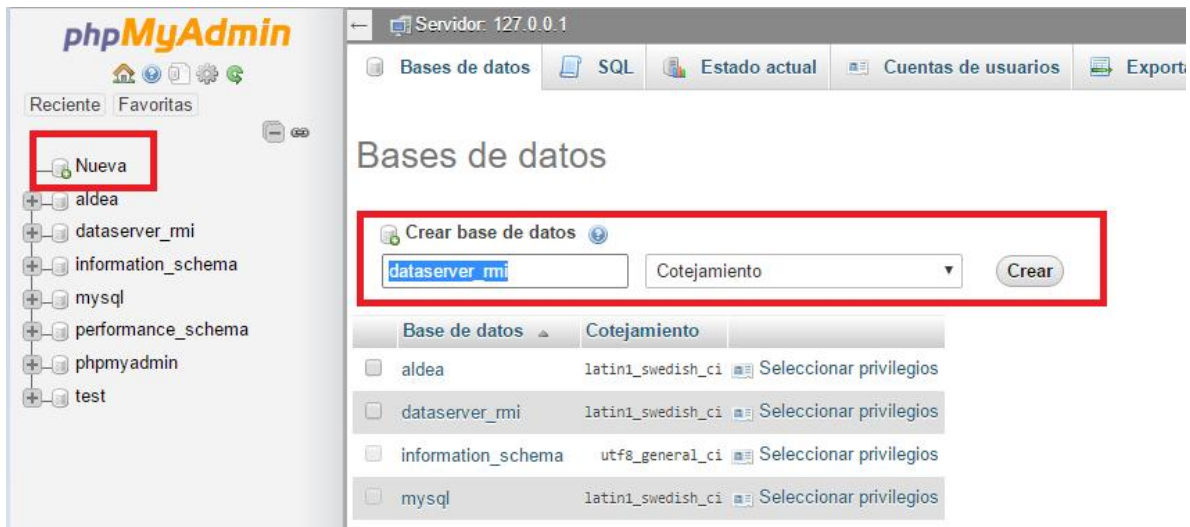 phpMyAdmin
Reciente Favoritas
Nueva
aldea
dataserver_rmi
information_schema
mysql
performance_schema
phpmyadmin
test
Servidor: 127.0.0.1
Bases de datos SQL Estado actual Cuentas de usuarios Exporta
Bases de datos
Crear base de datos
dataserver_rmi Cotejamiento Crear
Base de datos Cotejamiento
aldea latin1_swedish_ci Seleccionar privilegios
dataserver_rmi latin1_swedish_ci Seleccionar privilegios
information_schema utf8_general_ci Seleccionar privilegios
mysql latin1_swedish_ci Seleccionar privilegios